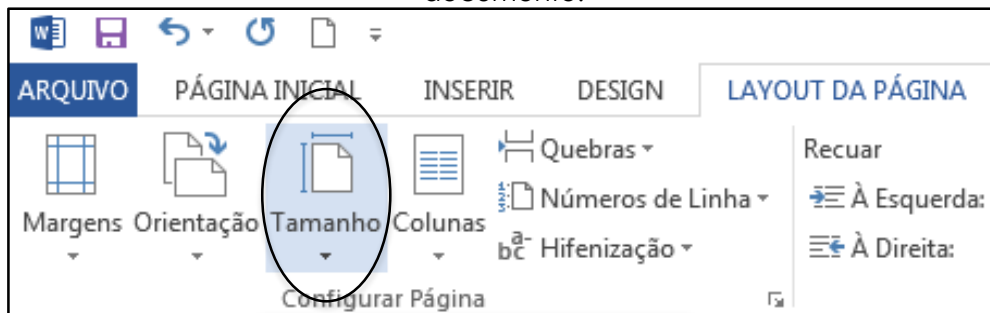 documento.
ARQUIVO PÁGINA INICIAL INSERIR DESIGN LAYOUT DA PÁGINA
Margens Orientação Tamanho Colunas
Quebras
Números de Linha
Hifenização
Configurar Página
Recuar
À Esquerda:
À Direita: